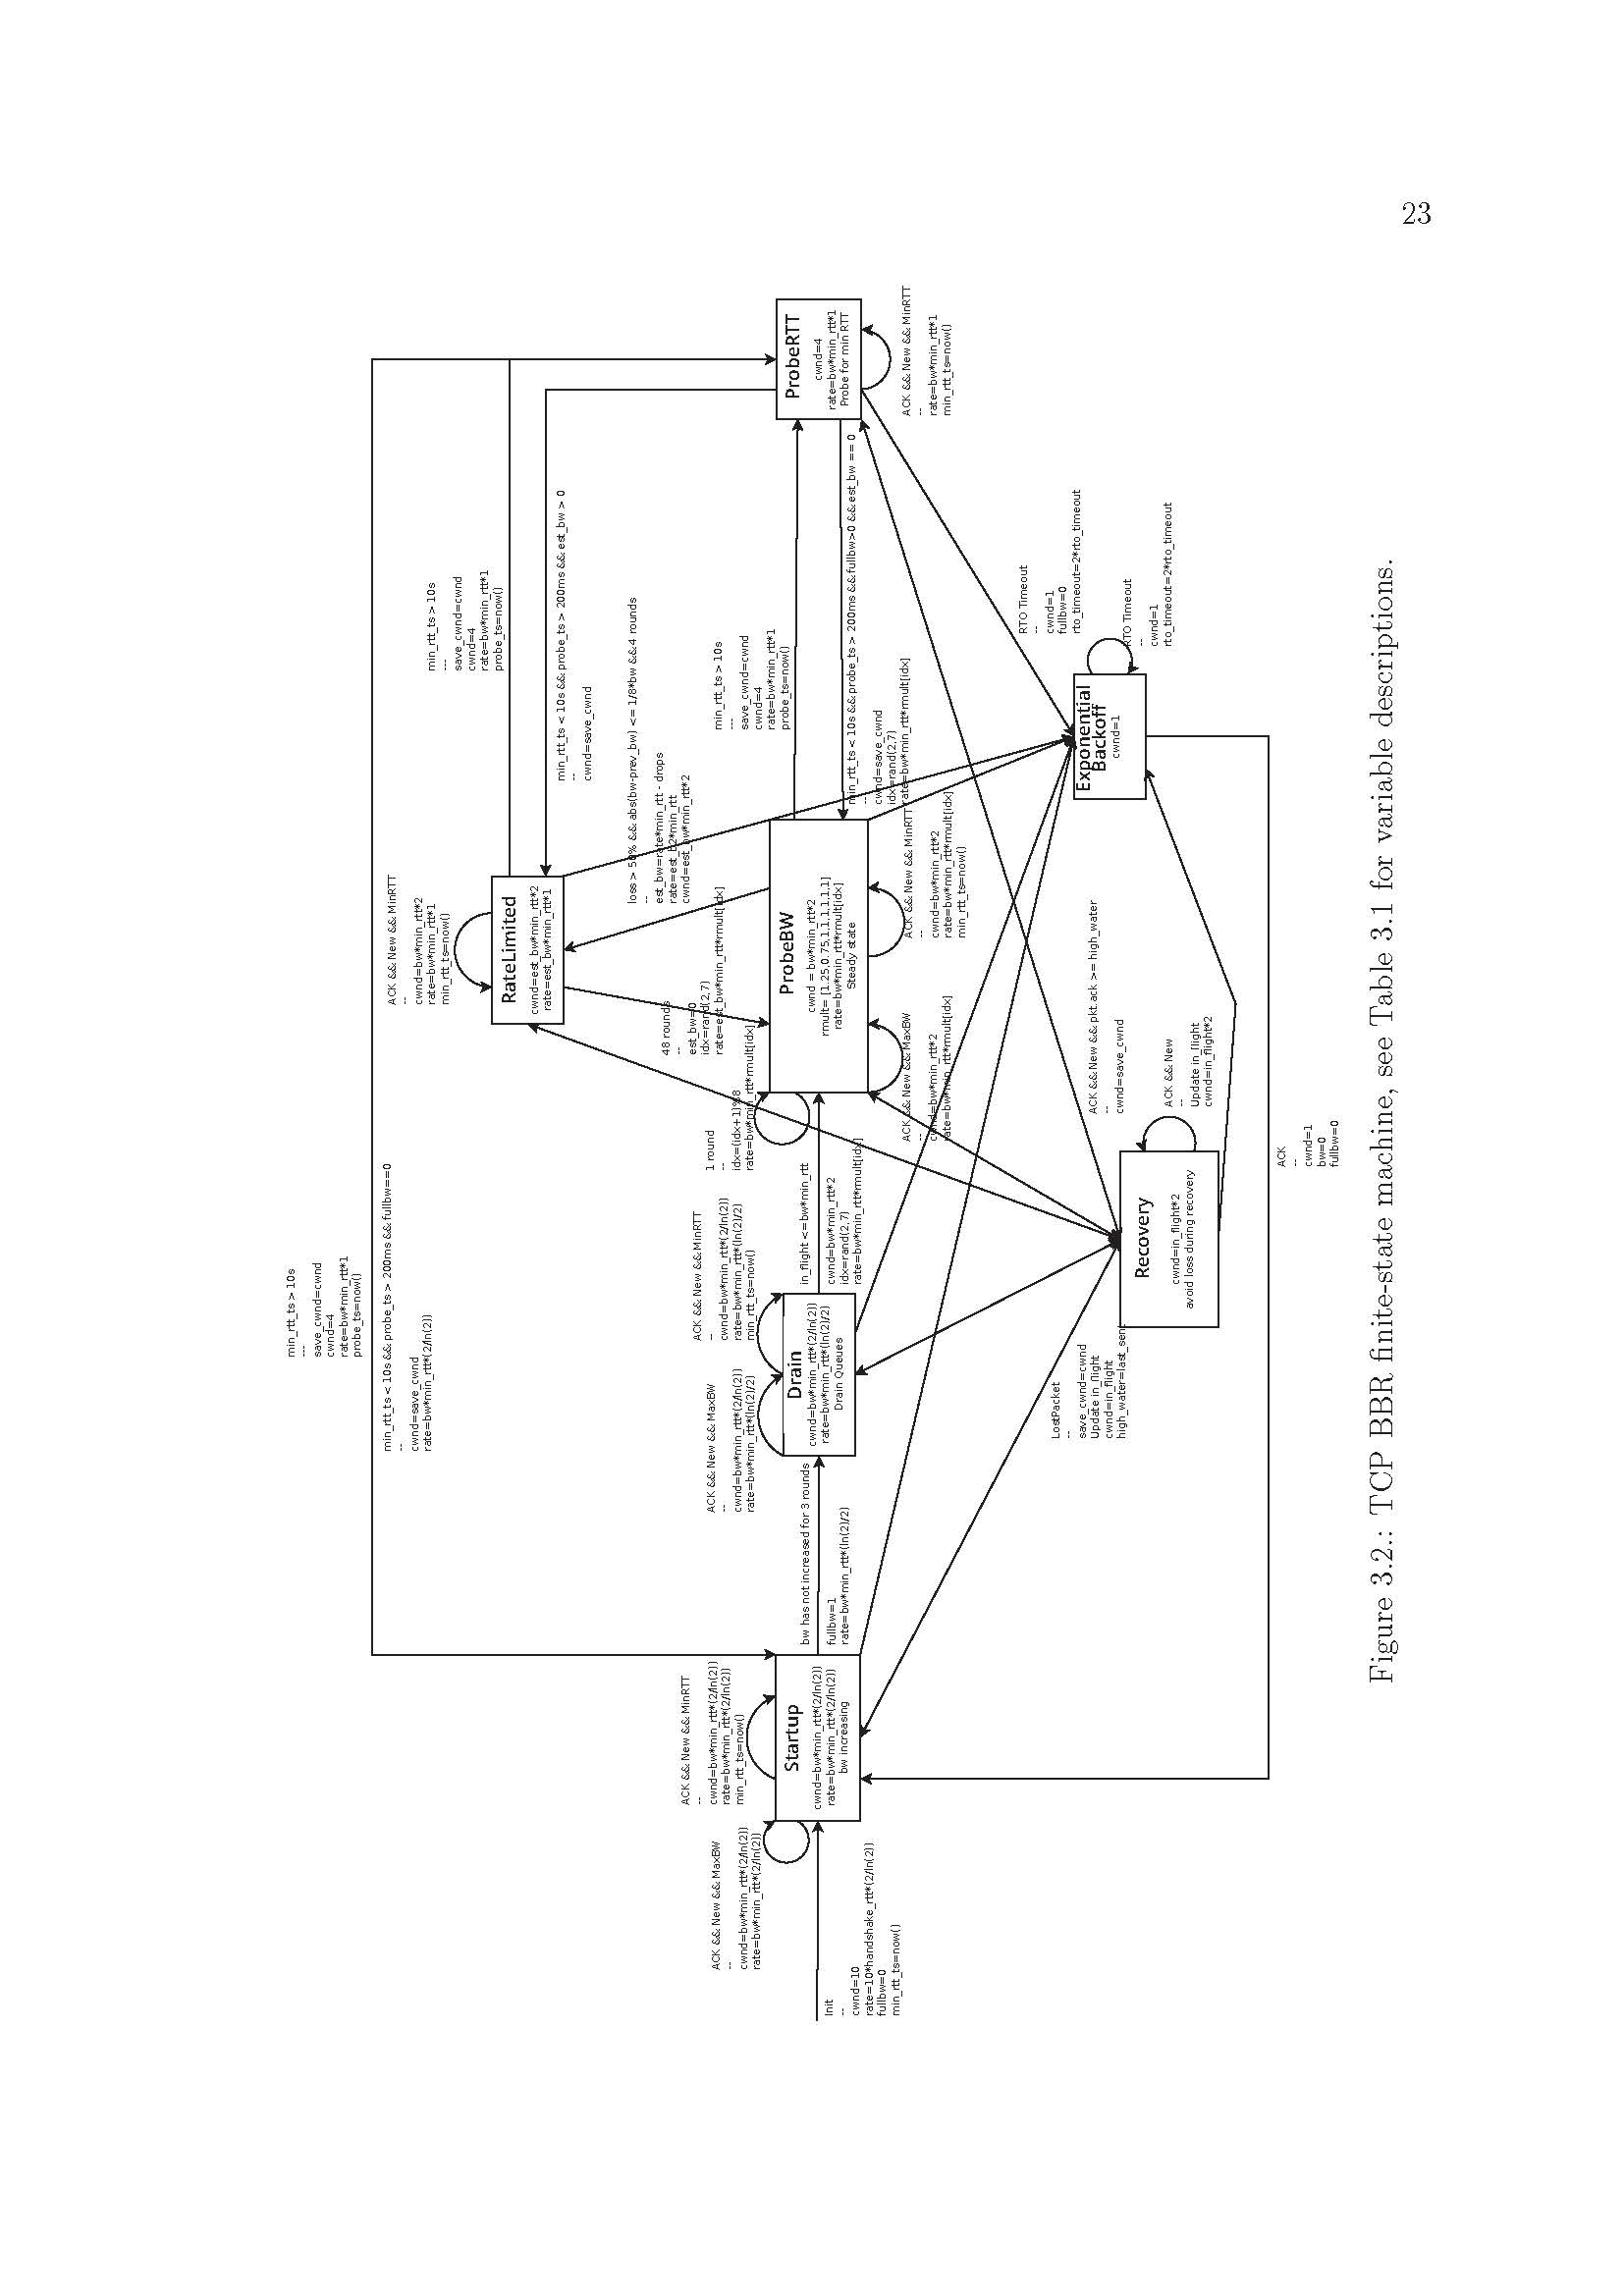 min_rtt_ts > 10s
---
save_cwnd=cwnd
cwnd=4
rate=bw*min_rtt*1
probe_ts=now()
min_rtt_ts < 10s && probe_ts > 200ms && fullbw==0
--
cwnd=save_cwnd
rate=bw*min_rtt*(2/ln(2))
ACK && New && MinRTT
--
cwnd=bw*min_rtt*2
rate=bw*min_rtt*1
min_rtt_ts=now()
min_rtt_ts > 10s
---
save_cwnd=cwnd
cwnd=4
rate=bw*min_rtt*1
probe_ts=now()
RateLimited
cwnd=est_bw*min_rtt*2
rate=est_bw*min_rtt*1
min_rtt_ts < 10s && probe_ts > 200ms && est_bw > 0
--
cwnd=save_cwnd
loss > 50% && abs(bw-prev_bw) <= 1/8*bw && 4 rounds
--
est_bw=rate*min_rtt - drops
rate=est_b2*min_rtt
cwnd=est_bw*min_rtt*2
48 rounds
--
est_bw=0
idx=rand(2,7)
rate=est_bw*min_rtt*rmult[idx]
ACK && New && MaxBW
--
cwnd=bw*min_rtt*(2/ln(2))
rate=bw*min_rtt*(2/ln(2)
ACK && New && MinRTT
--
cwnd=bw*min_rtt*(2/ln(2))
rate=bw*min_rtt*(2/ln(2))
min_rtt_ts=now()
ACK && New && MaxBW
--
cwnd=bw*min_rtt*(2/ln(2))
rate=bw*min_rtt*(ln(2)/2)
ACK && New && MinRTT
--
cwnd=bw*min_rtt*(2/ln(2))
rate=bw*min_rtt*(ln(2)/2)
min_rtt_ts=now()
1 round
--
idx=(idx+1)%8
rate=bw*min_rtt*rmult[idx]
min_rtt_ts > 10s
---
save_cwnd=cwnd
cwnd=4
rate=bw*min_rtt*1
probe_ts=now()
Init
--
cwnd=10
rate=10*handshake_rtt*(2/ln(2))
fullbw=0
min_rtt_ts=now()
Startup
cwnd=bw*min_rtt*(2/ln(2))
rate=bw*min_rtt*(2/ln(2))
bw increasing
bw has not increased for 3 rounds
fullbw=1
rate=bw*min_rtt*(ln(2)/2)
Drain
cwnd=bw*min_rtt*(2/ln(2))
rate=bw*min_rtt*(ln(2)/2)
Drain Queues
in_flight <=bw*min_rtt
cwnd=bw*min_rtt*2
idx=rand(2,7)
rate=bw*min_rtt*rmult[idx]
ProbeBW
cwnd = bw*min_rtt*2
rmult= [1.25,0.75,1,1,1,1,1,1]
rate=bw*min_rtt*rmult[idx]
Steady state
ProbeRTT
cwnd=4
rate=bw*min_rtt*1
Probe for min RTT
min_rtt_ts < 10s && probe_ts > 200ms && fullbw>0 && est_bw == 0
--
cwnd=save_cwnd
idx=rand(2,7)
rate=bw*min_rtt*rmult[idx]
ACK && New && MaxBW
--
cwnd=bw*min_rtt*2
rate=bw*min_rtt*rmult[idx]
ACK && New && MinRTT
--
cwnd=bw*min_rtt*2
rate=bw*min_rtt*rmult[idx]
min_rtt_ts=now()
ACK && New && MinRTT
--
rate=bw*min_rtt*1
min_rtt_ts=now()
LostPacket
--
save_cwnd=cwnd
Update in_flight
cwnd=in_flight
high_water=last_sent
ACK && New && pkt.ack >= high_water
--
cwnd=save_cwnd
RTO Timeout
--
cwnd=1
fullbw=0
rto_timeout=2*rto_timeout
Exponential
Backoff
cwnd=1
RTO Timeout
--
cwnd=1
rto_timeout=2*rto_timeout
Recovery
cwnd=in_flight*2
avoid loss during recovery
ACK && New
--
Update in_flight
cwnd=in_flight*2
ACK
--
cwnd=1
bw=0
fullbw=0
Figure 3.2.: TCP BBR finite-state machine, see Table 3.1 for variable descriptions.
23